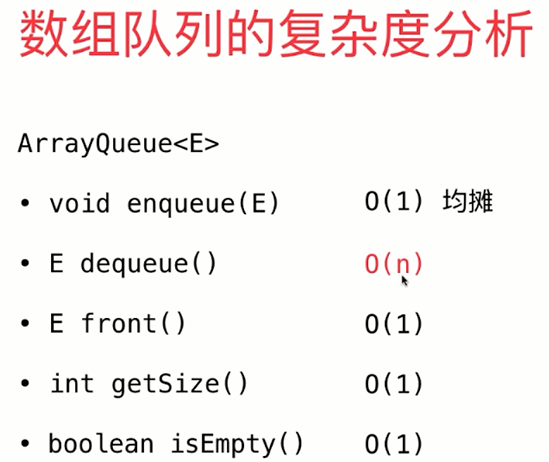 数组队列的复杂度分析
ArrayQueue<E>
• void enqueue(E) O(1) 均摊
• E dequeue() O(n)
• E front() O(1)
• int getSize() O(1)
• boolean isEmpty() O(1)